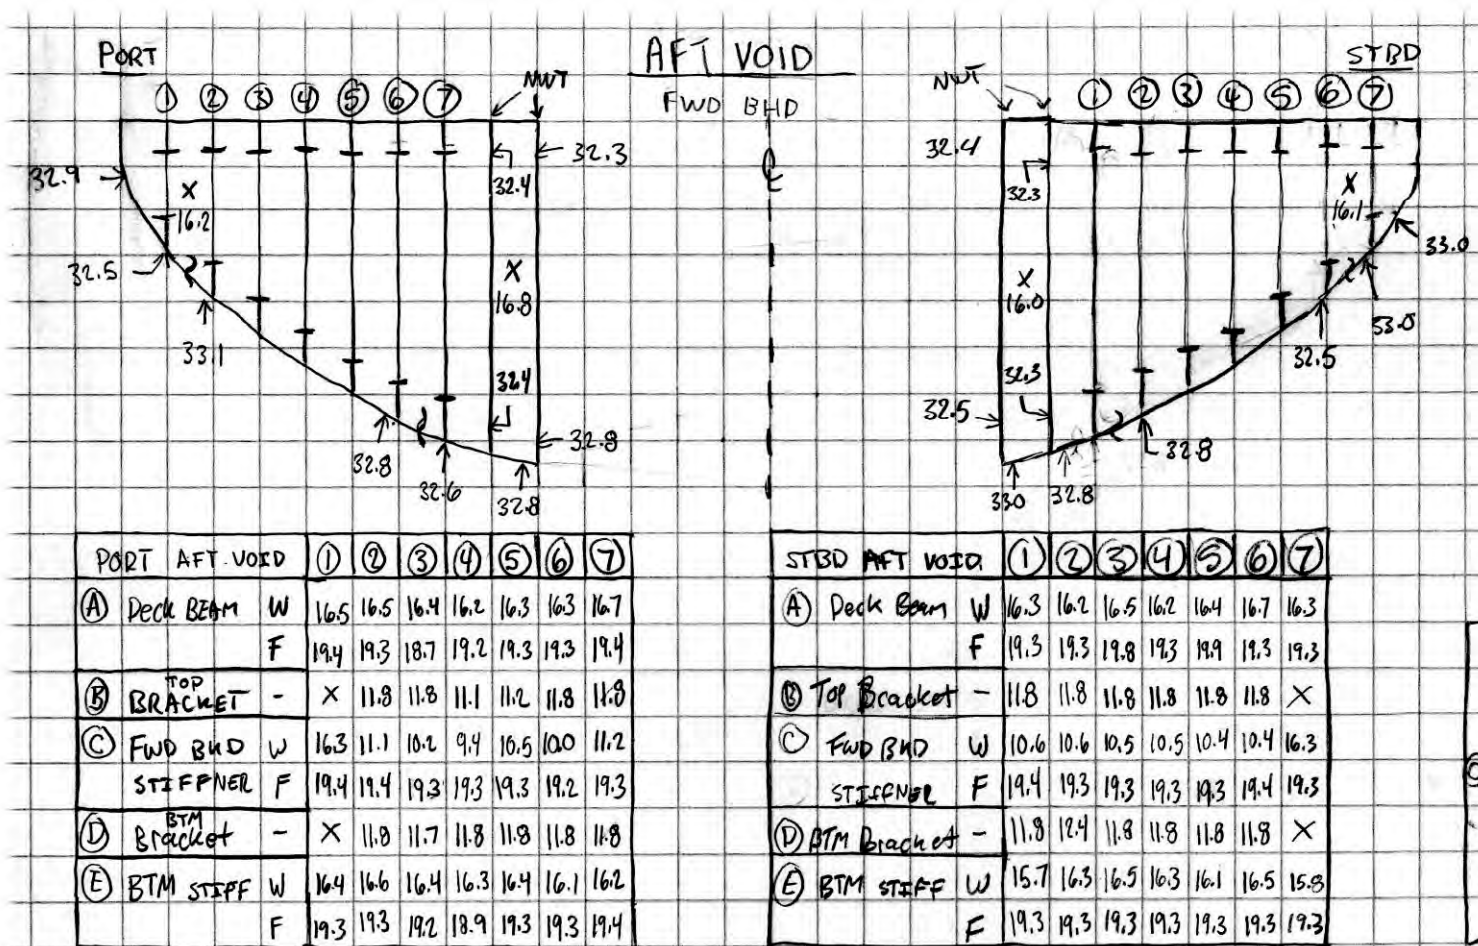 PORT
AFT VOID
STBD
NWT
FWD BHD
NWT
① ② ③ ④ ⑤ ⑥ ⑦
① ② ③ ④ ⑤ ⑥ ⑦
32.9
32.3
32.4
32.4
32.3
X
16.2
X
16.1
33.0
32.5
X
16.8
X
16.0
33.1
32.5
32.4
32.3
32.5
32.8
32.8
32.8
32.6
32.8
33.0
32.8
PORT AFT VOID ① ② ③ ④ ⑤ ⑥ ⑦
Ⓐ Deck BEAM W 16.5 16.5 16.4 16.2 16.3 16.3 16.7
F 19.4 19.3 18.7 19.2 19.3 19.3 19.4
Ⓑ TOP BRACKET - X 11.8 11.8 11.1 11.2 11.8 11.8
Ⓒ FWD BHD W 16.3 11.1 10.2 9.4 10.5 10.0 11.2
STIFFNER F 19.4 19.4 19.3 19.3 19.3 19.2 19.3
Ⓓ BTM Bracket - X 11.8 11.7 11.8 11.8 11.8 11.8
Ⓔ BTM STIFF W 16.4 16.6 16.4 16.3 16.4 16.1 16.2
F 19.3 19.3 19.2 18.9 19.3 19.3 19.4
STBD AFT VOID. ① ② ③ ④ ⑤ ⑥ ⑦
Ⓐ Deck Beam W 16.3 16.2 16.5 16.2 16.4 16.7 16.3
F 19.3 19.3 19.8 19.3 19.9 19.3 19.3
Ⓑ Top Bracket - 11.8 11.8 11.8 11.8 11.8 11.8 X
Ⓒ FWD BHD W 10.6 10.6 10.5 10.5 10.4 10.4 16.3
STIFFNER F 19.4 19.3 19.3 19.3 19.3 19.4 19.3
Ⓓ BTM Bracket - 11.8 12.4 11.8 11.8 11.8 11.8 X
Ⓔ BTM STIFF W 15.7 16.3 16.5 16.3 16.1 16.5 15.8
F 19.3 19.3 19.3 19.3 19.3 19.3 19.3